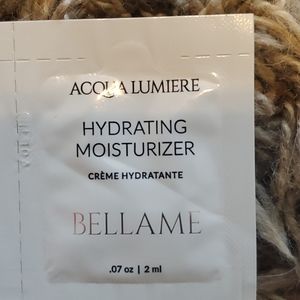 ACQUA LUMIERE
HYDRATING
MOISTURIZER
CRÈME HYDRATANTE
BELLAME
.07 oz | 2 ml